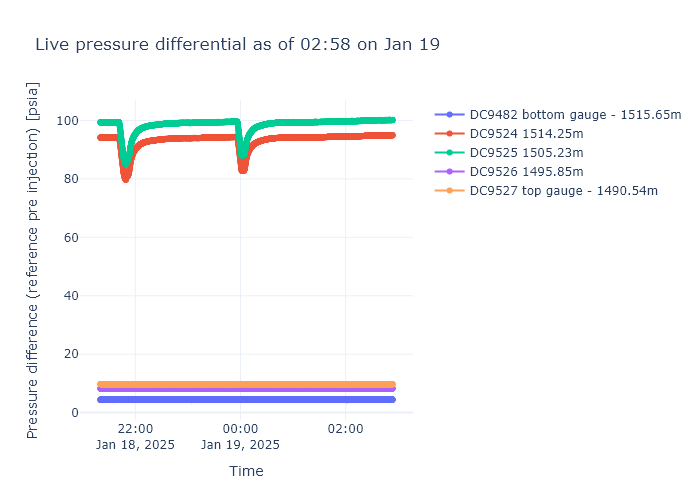 Live pressure differential as of 02:58 on Jan 19
Pressure difference (reference pre injection) [psia]
100
80
60
40
20
0
22:00
Jan 18, 2025
00:00
Jan 19, 2025
02:00
Time
DC9482 bottom gauge - 1515.65m
DC9524 1514.25m
DC9525 1505.23m
DC9526 1495.85m
DC9527 top gauge - 1490.54m